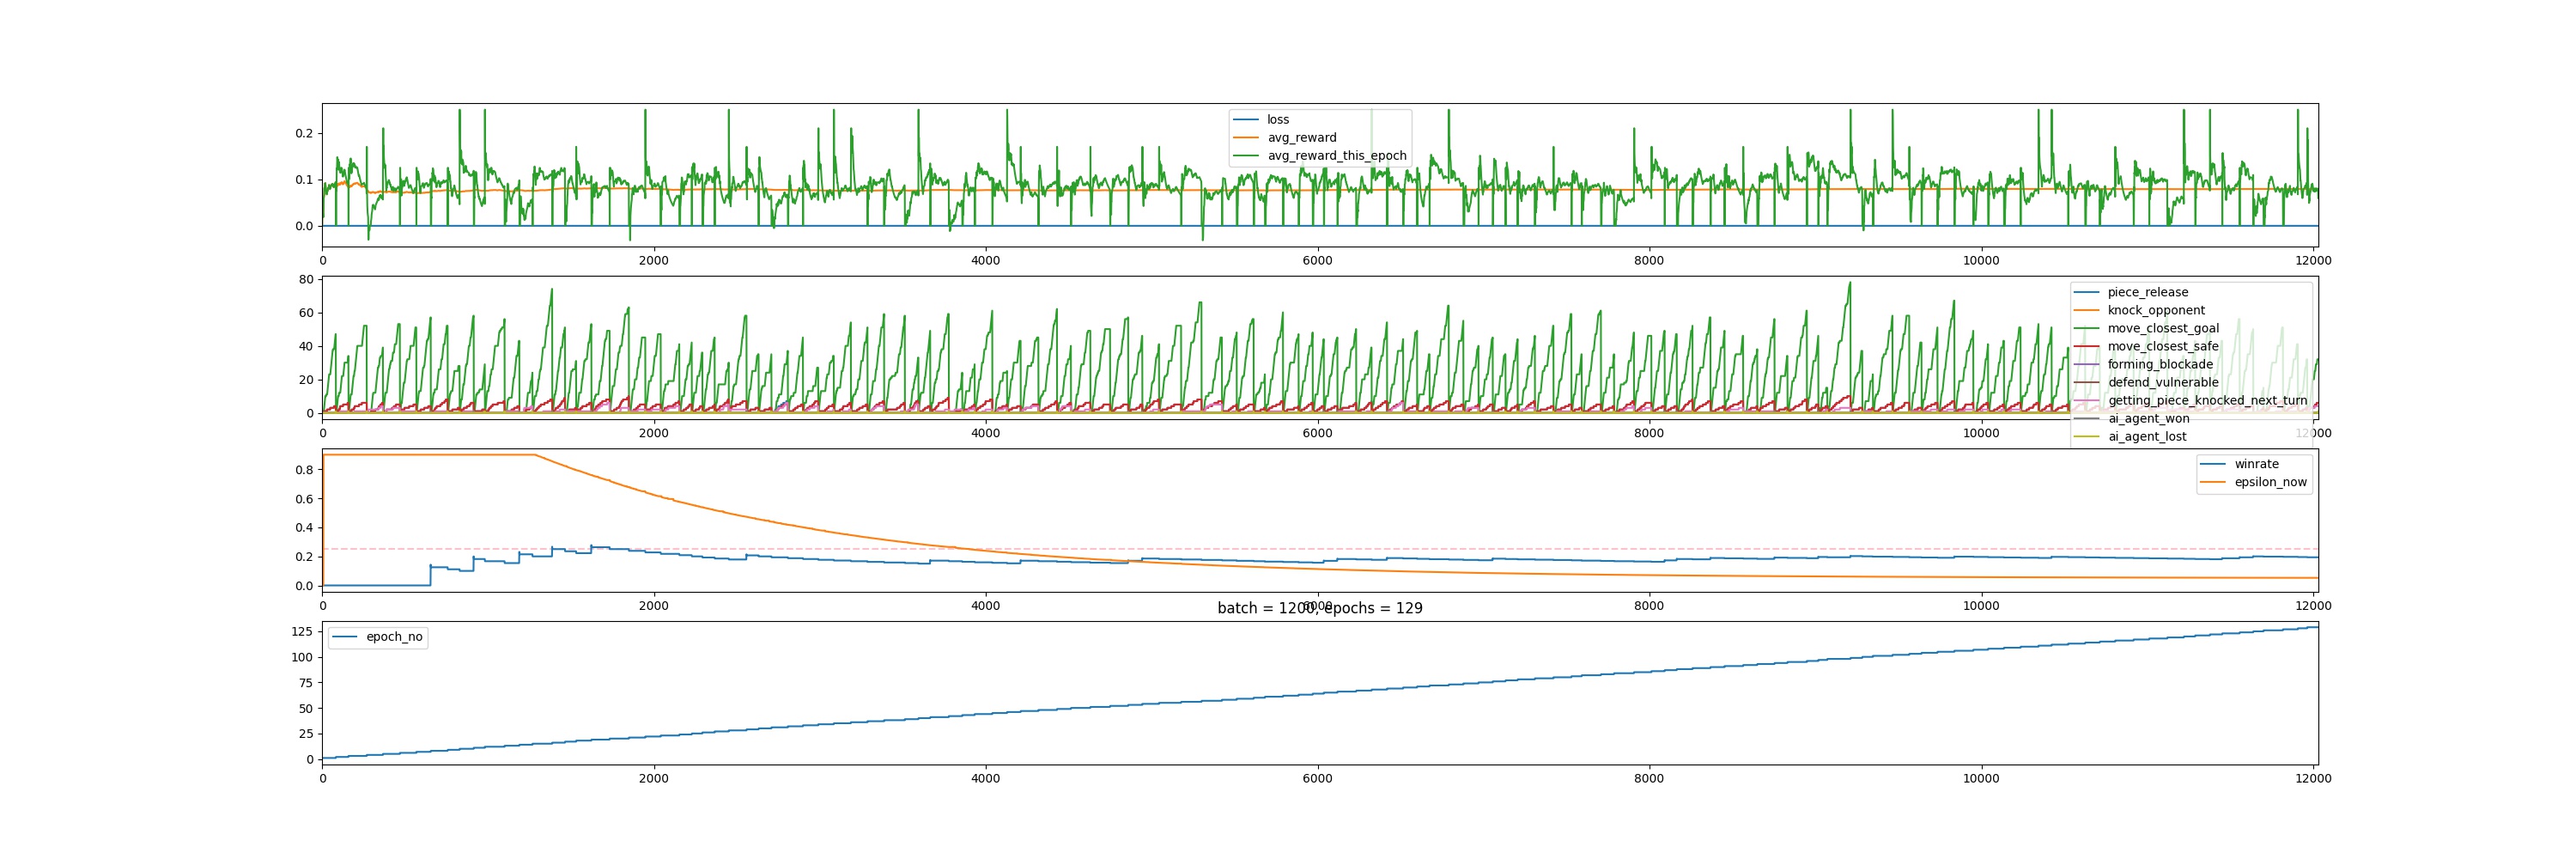 loss
avg_reward
avg_reward_this_epoch
0.2
0.1
0.0
0 2000 4000 6000 8000 10000 12000
80
60
40
20
0
piece_release
knock_opponent
move_closest_goal
move_closest_safe
forming_blockade
defend_vulnerable
getting_piece_knocked_next_turn
ai_agent_won
ai_agent_lost
0 2000 4000 6000 8000 10000 12000
0.8
0.6
0.4
0.2
0.0
winrate
epsilon_now
0 2000 4000 6000 8000 10000 12000
batch = 1200, epochs = 129
125
100
75
50
25
0
epoch_no
0 2000 4000 6000 8000 10000 12000